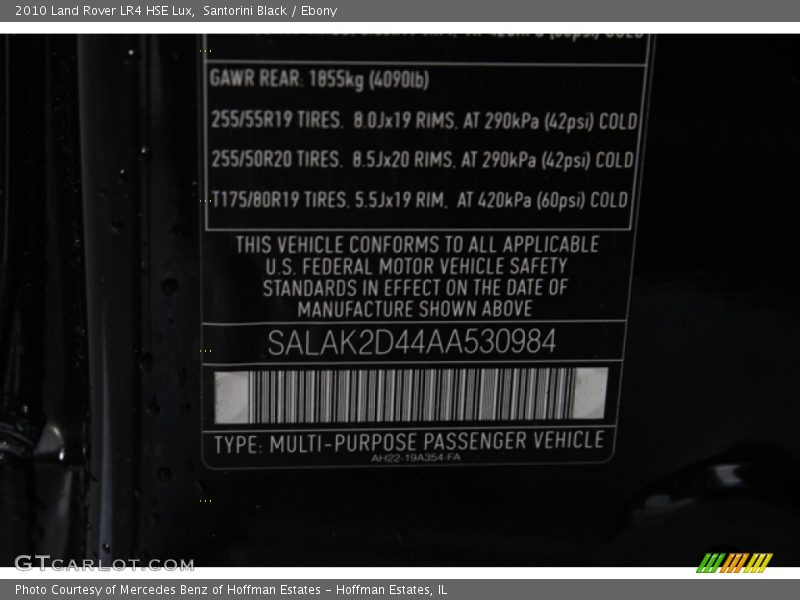 2010 Land Rover LR4 HSE Lux, Santorini Black / Ebony
GAWR REAR: 1855kg (4090lb)
255/55R19 TIRES, 8.0Jx19 RIMS, AT 290kPa (42psi) COLD
255/50R20 TIRES, 8.5Jx20 RIMS, AT 290kPa (42psi) COLD
T175/80R19 TIRES, 5.5Jx19 RIM, AT 420kPa (60psi) COLD
THIS VEHICLE CONFORMS TO ALL APPLICABLE
U.S. FEDERAL MOTOR VEHICLE SAFETY
STANDARDS IN EFFECT ON THE DATE OF
MANUFACTURE SHOWN ABOVE
SALAK2D44AA530984
TYPE: MULTI-PURPOSE PASSENGER VEHICLE
AH22-19A354-FA
GTCARLOT.COM
Photo Courtesy of Mercedes Benz of Hoffman Estates - Hoffman Estates, IL